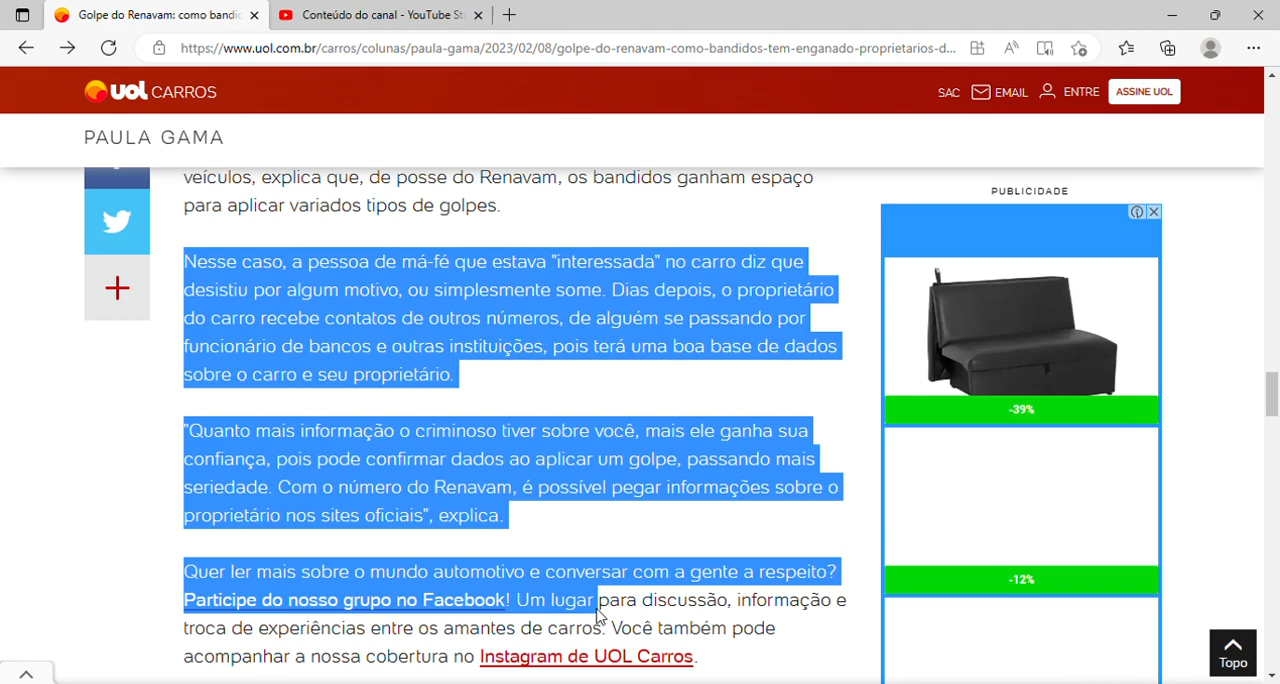 Golpe do Renavam: como bandic
Conteúdo do canal - YouTube St
https://www.uol.com.br/carros/colunas/paula-gama/2023/02/08/golpe-do-renavam-como-bandidos-tem-enganado-proprietarios-d...
UOL CARROS
SAC
EMAIL
ENTRE
ASSINE UOL
PAULA GAMA
veículos, explica que, de posse do Renavam, os bandidos ganham espaço
para aplicar variados tipos de golpes.
PUBLICIDADE
Nesse caso, a pessoa de má-fé que estava "interessada" no carro diz que
desistiu por algum motivo, ou simplesmente some. Dias depois, o proprietário
do carro recebe contatos de outros números, de alguém se passando por
funcionário de bancos e outras instituições, pois terá uma boa base de dados
sobre o carro e seu proprietário.
"Quanto mais informação o criminoso tiver sobre você, mais ele ganha sua
confiança, pois pode confirmar dados ao aplicar um golpe, passando mais
seriedade. Com o número do Renavam, é possível pegar informações sobre o
proprietário nos sites oficiais", explica.
Quer ler mais sobre o mundo automotivo e conversar com a gente a respeito?
Participe do nosso grupo no Facebook! Um lugar para discussão, informação e
troca de experiências entre os amantes de carros. Você também pode
acompanhar a nossa cobertura no Instagram de UOL Carros.
-39%
-12%
Topo